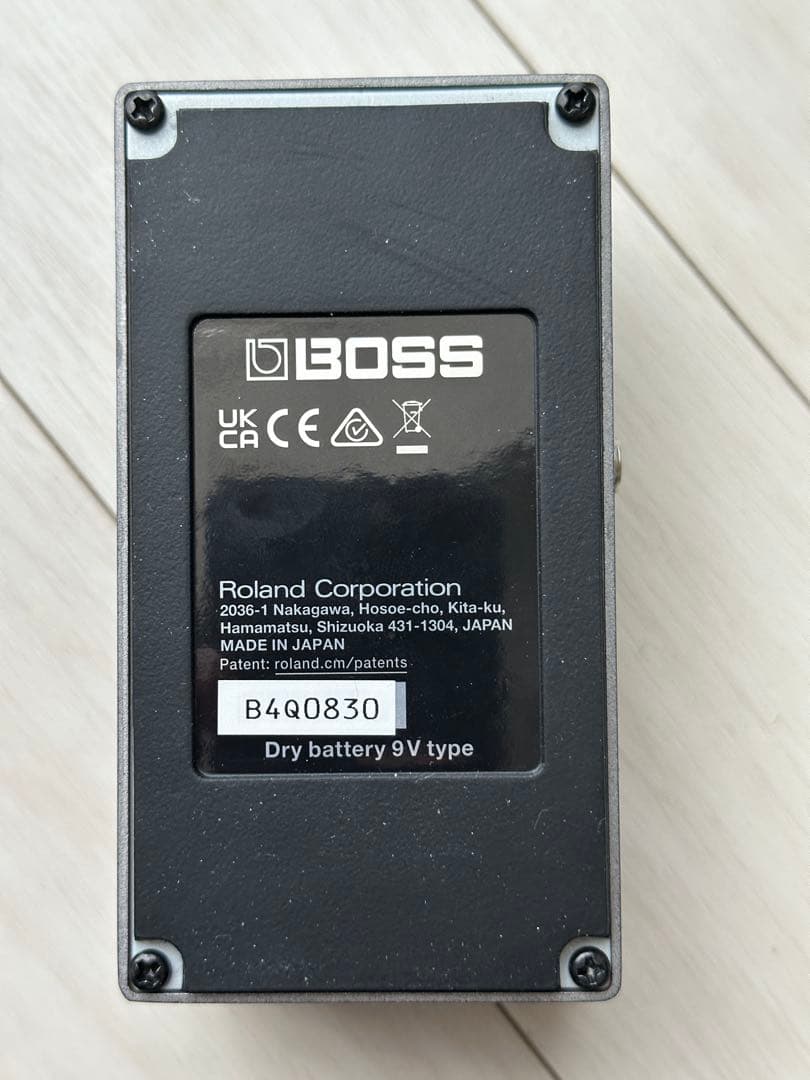 BOSS
UK
CA CE
Roland Corporation
2036-1 Nakagawa, Hosoe-cho, Kita-ku,
Hamamatsu, Shizuoka 431-1304, JAPAN
MADE IN JAPAN
Patent: roland.cm/patents
B4Q0830
Dry battery 9V type